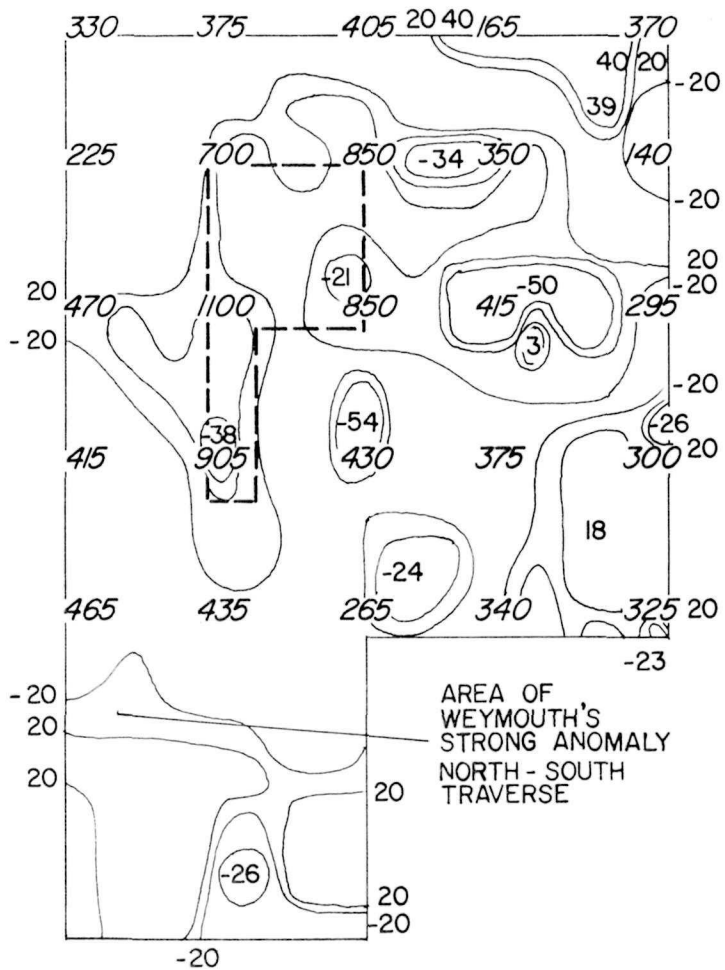 330 375 405 20 40 165 370
40 20
-20
39
225 700 850 -34 350 140
-20
20
-20
20 -21 -50
470 1100 850 415 295
-20
3
-20
-38 -54 -26
20
415 905 430 375 300
18
-24
465 435 265 340 325 20
-23
-20
20
AREA OF
WEYMOUTH'S
STRONG ANOMALY
NORTH-SOUTH
TRAVERSE
20
20
-26
20
-20
-20